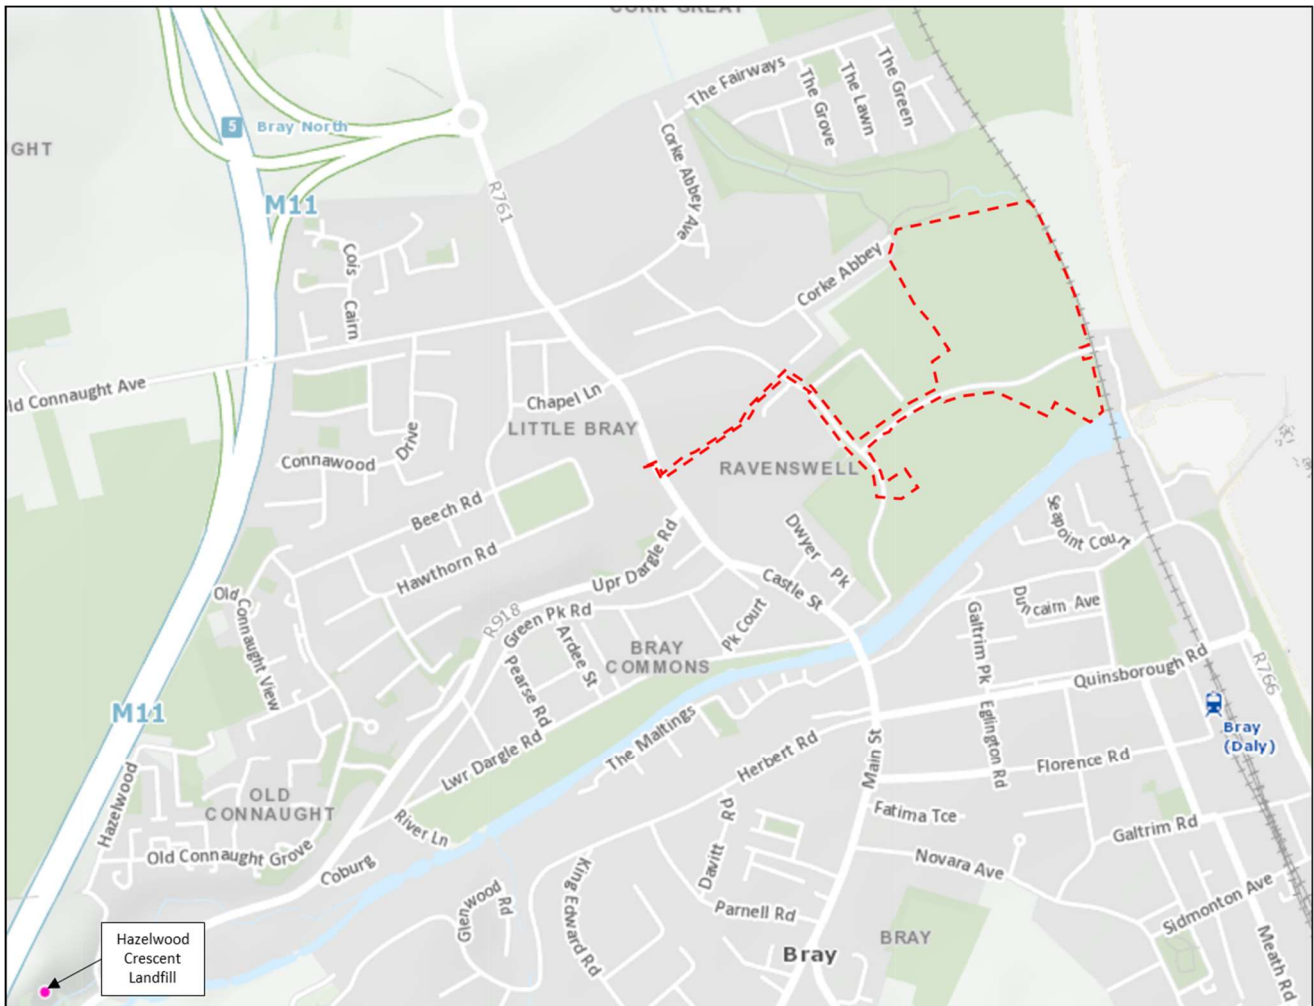 CORK GREAT
The Fairways
The Green
The Lawn
The Grove
5
Bray North
GHT
Corke Abbey Ave
R761
M11
Cois
Cairn
Corke Abbey
ld Connaught Ave
Chapel Ln
LITTLE BRAY
Connawood
Drive
RAVENSWELL
Beech Rd
Hawthorn Rd
Upr Dargle Rd
Dwyer Pk
Seapoint Court
Castle St
Old Connaught View
R918
Green Pk Rd
Ardee St
Pk Court
Duncairn Ave
Galtrim Pk
BRAY
COMMONS
Pearse Rd
Quinsborough Rd
R766
M11
Eglington Rd
Bray
(Daly)
The Maltings
Lwr Dargle Rd
Herbert Rd
Main St
Florence Rd
Hazelwood
OLD
CONNAUGHT
River Ln
Fatima Tce
Galtrim Rd
Old Connaught Grove
Coburg
Davitt Rd
Novara Ave
King Edward Rd
Glenwood
Rd
Parnell Rd
Sidmonton Ave
Bray
BRAY
Meath Rd
Hazelwood
Crescent
Landfill